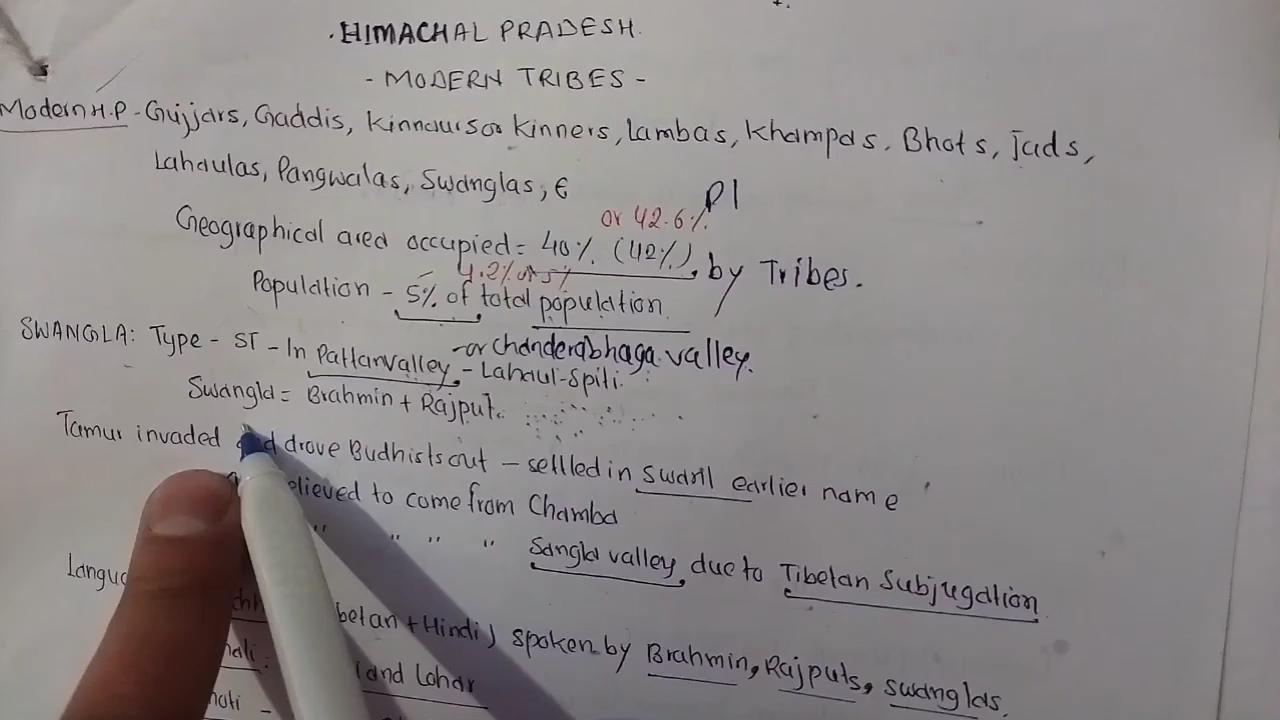 HIMACHAL PRADESH.
- MODERN TRIBES -
Modern H.P - Gujjars, Gaddis, Kinnaurs or Kinners, Lambas, Khampas. Bhots, Jads,
Lahaulas, Pangwalas, Swanglas,
or 42.6%
Geographical area occupied = 40% (42%), by Tribes.
4.2% or 5%
Population - 5% of total population.
SWANGLA: Type - ST - In Pattanvalley - or Chanderabhaga valley.
- Lahaul-Spiti.
Swangla = Brahmin + Rajput.
Tamur invaded and drove Budhists out - settled in Swanl earlier name
believed to come from Chamba
" " " " Sangla valley, due to Tibetan Subjugation
+ Hindi) spoken by Brahmin, Rajputs, Swanglas.
and Lohar